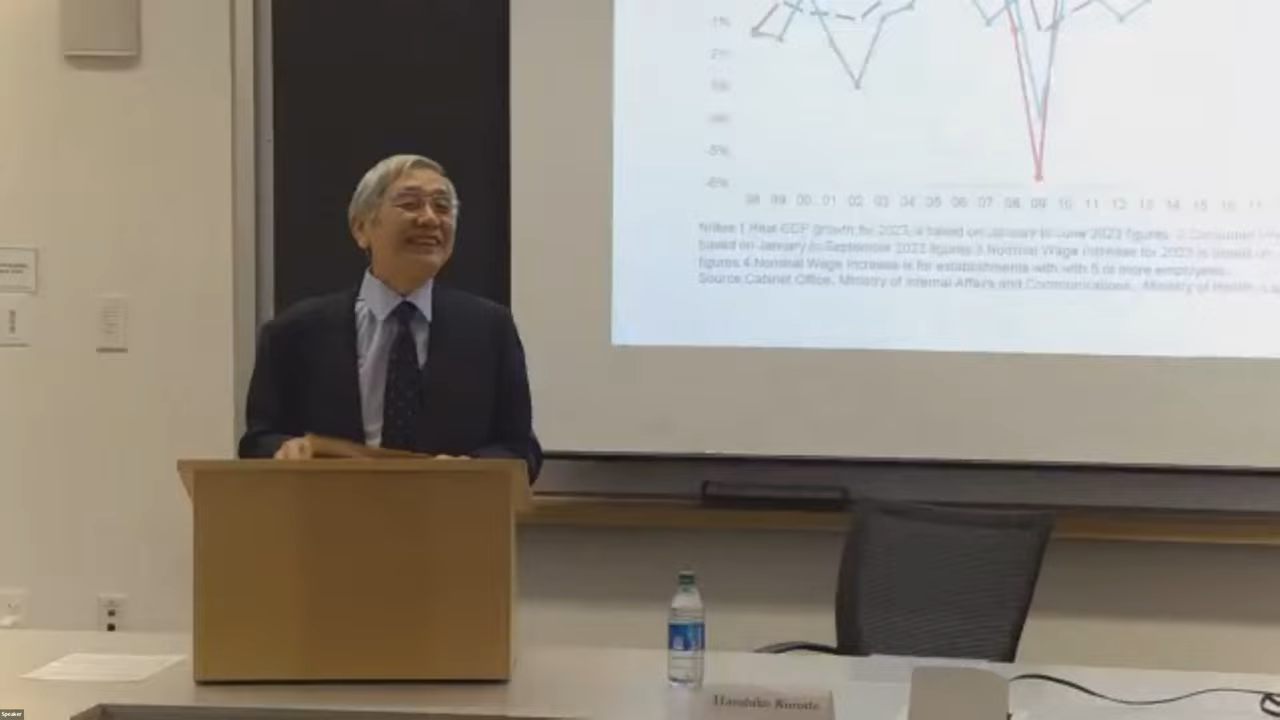 -1%
-5%
-6%
98 99 00 01 02 03 04 05 06 07 08 09 10 11 12 13 14 15 16
Notes 1 Real GDP growth for 2023, is based on January to June 2023 figures. 2 Consumer
based on January to September 2023 figures 3 Nominal Wage Increase for 2023 is based on
figures 4 Nominal Wage Increase is for establishments with with 5 or more employees
Source Cabinet Office, Ministry of Internal Affairs and Communications, Ministry of Health
Haruhiko Kuroda
Speaker